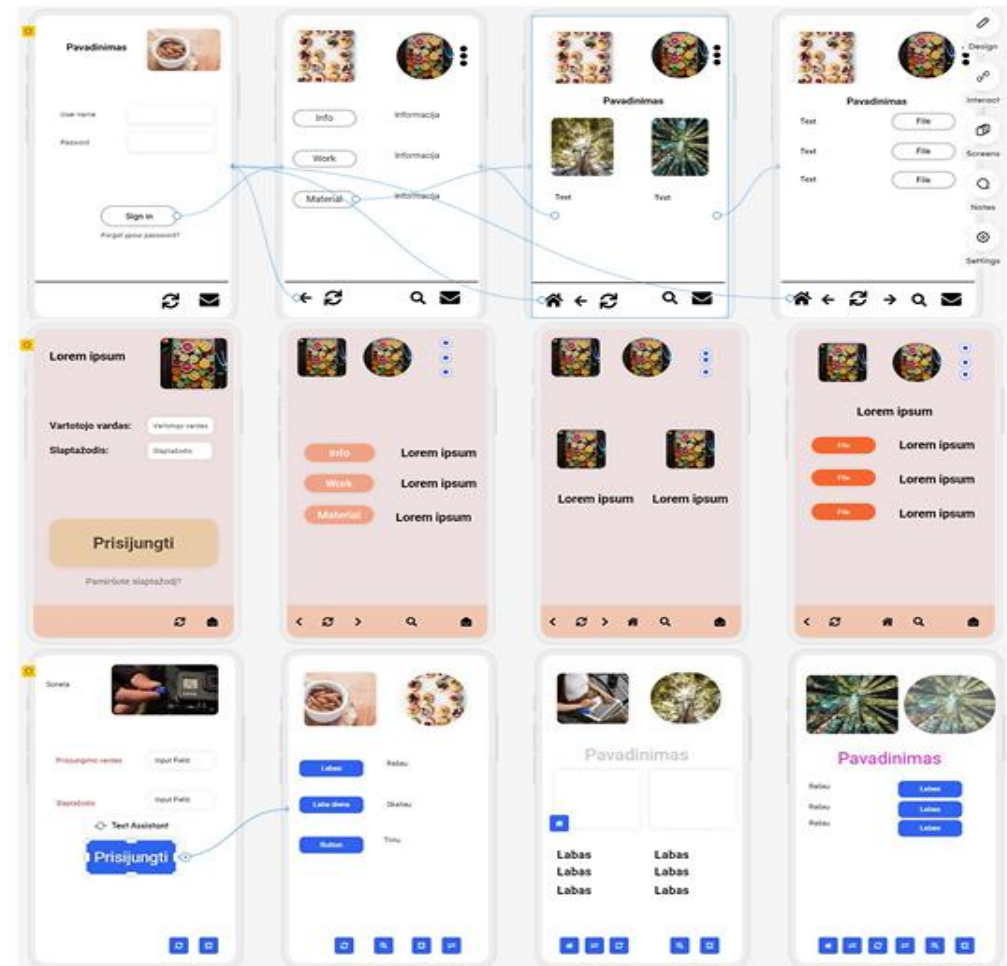 Pavadinimas
User name
Password
Sign in
Forgot ypour password?
Info Informacija
Work Informacija
Material Informacija
Pavadinimas
Text Text
Pavadinimas
Text File
Text File
Text File
Design
Interact
Screens
Notes
Settings
Lorem ipsum
Vartotojo vardas: Vartotojo vardas
Slaptažodis: Slaptažodis
Prisijungti
Pamiršote slaptažodį?
Info Lorem ipsum
Work Lorem ipsum
Material Lorem ipsum
Lorem ipsum Lorem ipsum
Lorem ipsum
File Lorem ipsum
File Lorem ipsum
File Lorem ipsum
Prisijungimo vardas Input Field
Slaptažodis Input Field
Text Assistant
Prisijungti
Labas Rašau
Laba diena Skaitau
Button
Pavadinimas
Labas Labas
Labas Labas
Labas Labas
Pavadinimas
Rašau Labas
Rašau Labas
Rašau Labas